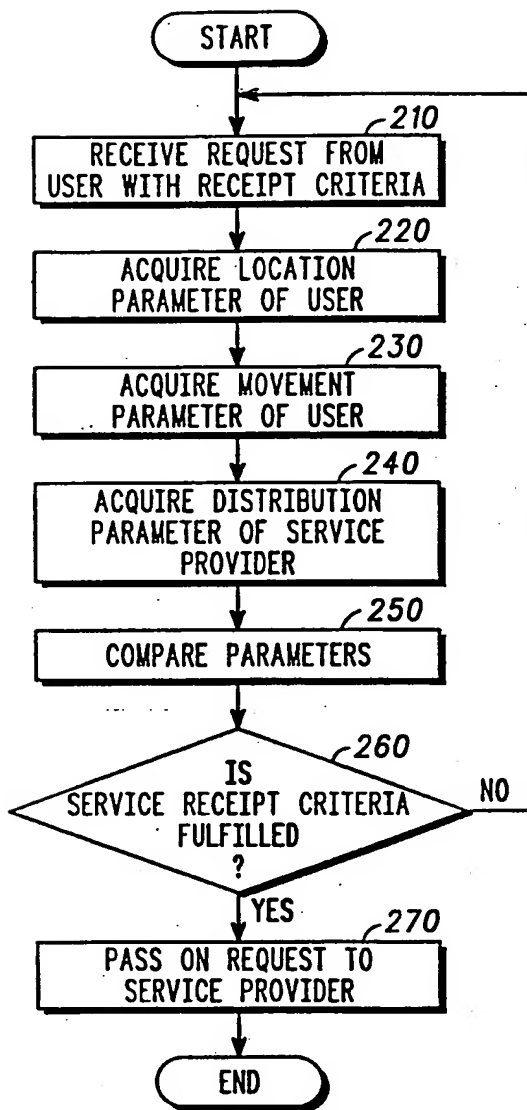 START
210
RECEIVE REQUEST FROM
USER WITH RECEIPT CRITERIA
220
ACQUIRE LOCATION
PARAMETER OF USER
230
ACQUIRE MOVEMENT
PARAMETER OF USER
240
ACQUIRE DISTRIBUTION
PARAMETER OF SERVICE
PROVIDER
250
COMPARE PARAMETERS
260
IS
SERVICE RECEIPT CRITERIA
FULFILLED
?
NO
YES
270
PASS ON REQUEST TO
SERVICE PROVIDER
END